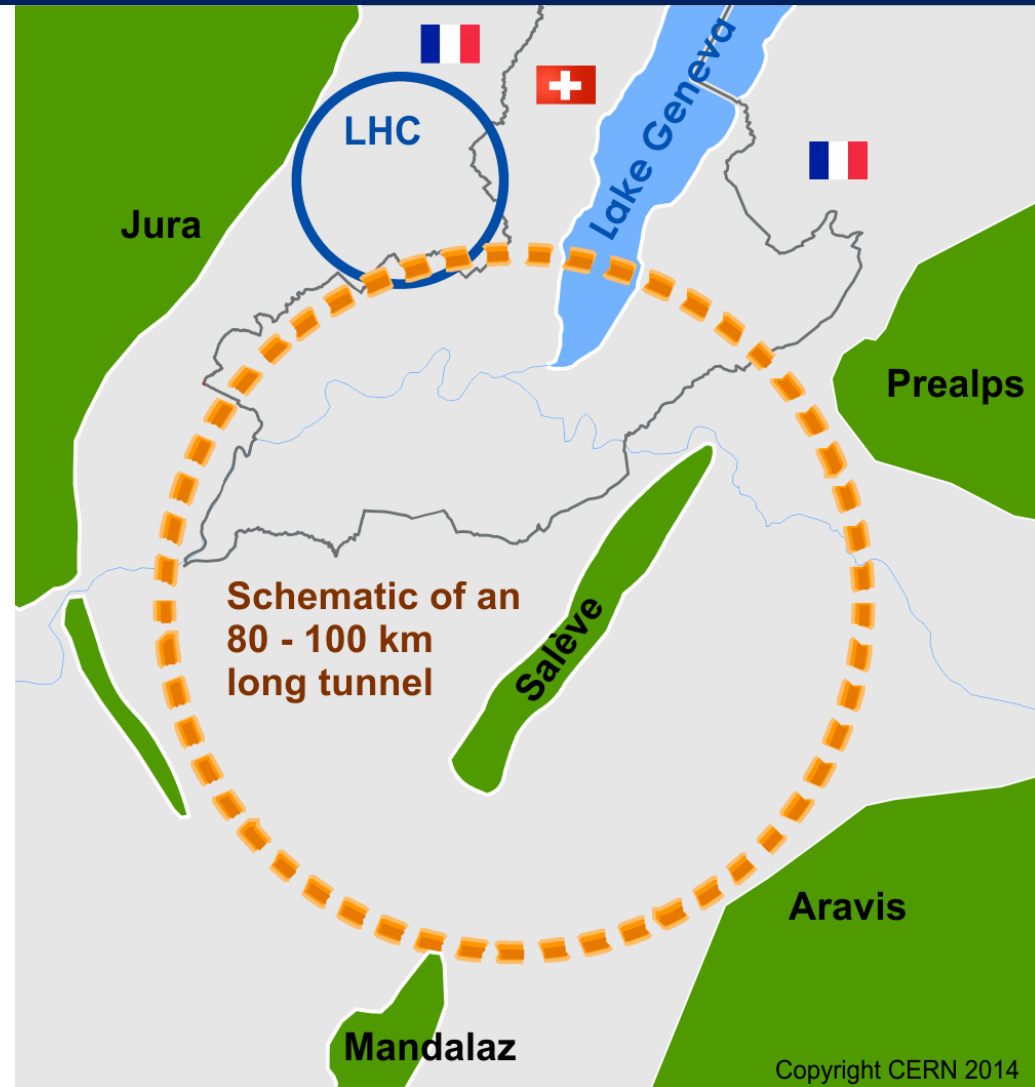 LHC
Lake Geneva
Jura
Prealps
Schematic of an
80 - 100 km
long tunnel
Salève
Aravis
Mandalaz
Copyright CERN 2014